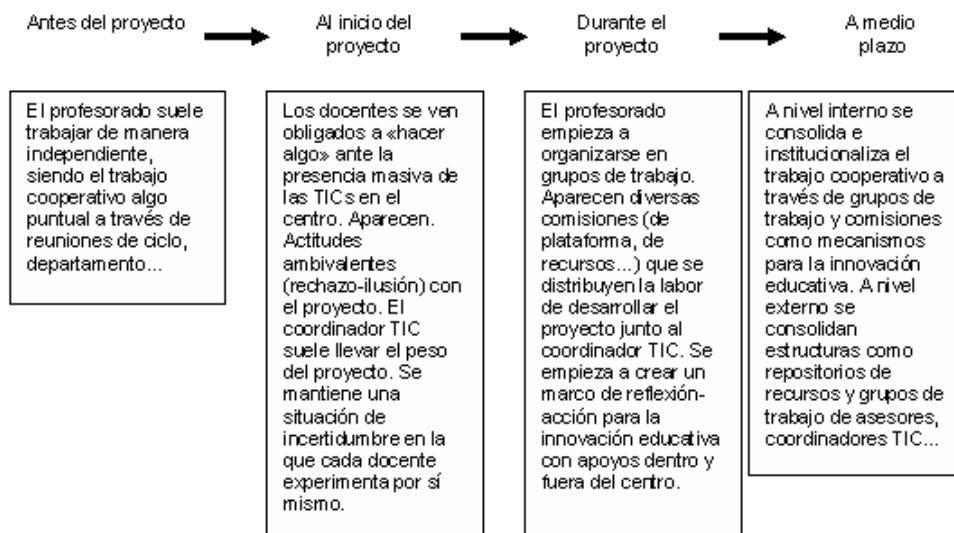 Antes del proyecto
Al inicio del
proyecto
Durante el
proyecto
A medio
plazo
El profesorado suele
trabajar de manera
independiente,
siendo el trabajo
cooperativo algo
puntual a través de
reuniones de ciclo,
departamento...
Los docentes se ven
obligados a «hacer
algo» ante la
presencia masiva de
las TICs en el
centro. Aparecen.
Actitudes
ambivalentes
(rechazo-ilusión) con
el proyecto. El
coordinador TIC
suele llevar el peso
del proyecto. Se
mantiene una
situación de
incertidumbre en la
que cada docente
experimenta por sí
mismo.
El profesorado
empieza a
organizarse en
grupos de trabajo.
Aparecen diversas
comisiones (de
plataforma, de
recursos...) que se
distribuyen la labor
de desarrollar el
proyecto junto al
coordinador TIC. Se
empieza a crear un
marco de reflexión-
acción para la
innovación educativa
con apoyos dentro y
fuera del centro.
A nivel interno se
consolida e
institucionaliza el
trabajo cooperativo a
través de grupos de
trabajo y comisiones
como mecanismos
para la innovación
educativa. A nivel
externo se
consolidan
estructuras como
repositorios de
recursos y grupos de
trabajo de asesores,
coordinadores TIC...